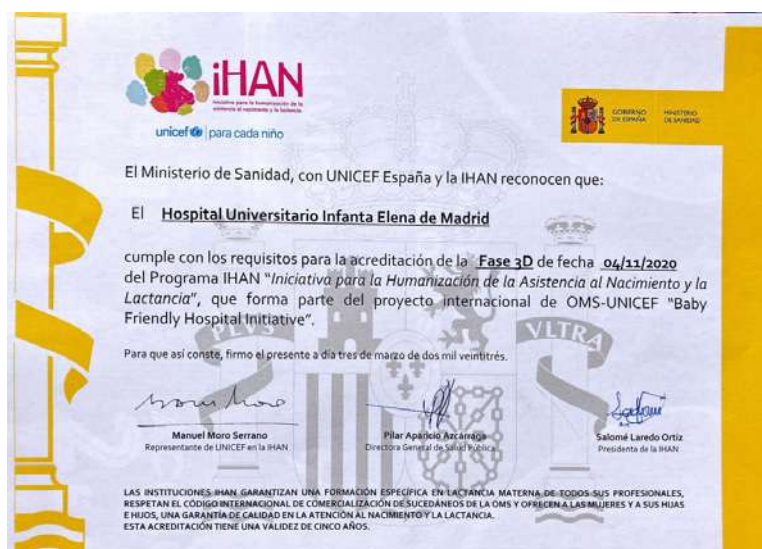 iHAN
iniciativa para la humanización de la
asistencia al nacimiento y la lactancia
unicef para cada niño
GOBIERNO DE ESPAÑA
MINISTERIO DE SANIDAD
El Ministerio de Sanidad, con UNICEF España y la IHAN reconocen que:
El Hospital Universitario Infanta Elena de Madrid
cumple con los requisitos para la acreditación de la Fase 3D de fecha 04/11/2020
del Programa IHAN "Iniciativa para la Humanización de la Asistencia al Nacimiento y la
Lactancia", que forma parte del proyecto internacional de OMS-UNICEF "Baby
Friendly Hospital Initiative".
PLVS
VLTRA
Para que así conste, firmo el presente a día tres de marzo de dos mil veintitrés.
Manuel Moro Serrano
Representante de UNICEF en la IHAN
Pilar Aparicio Azcárraga
Directora General de Salud Pública
Salomé Laredo Ortiz
Presidenta de la IHAN
LAS INSTITUCIONES IHAN GARANTIZAN UNA FORMACIÓN ESPECÍFICA EN LACTANCIA MATERNA DE TODOS SUS PROFESIONALES,
RESPETAN EL CÓDIGO INTERNACIONAL DE COMERCIALIZACIÓN DE SUCEDÁNEOS DE LA OMS Y OFRECEN A LAS MUJERES Y A SUS HIJAS
E HIJOS, UNA GARANTÍA DE CALIDAD EN LA ATENCIÓN AL NACIMIENTO Y LA LACTANCIA.
ESTA ACREDITACIÓN TIENE UNA VALIDEZ DE CINCO AÑOS.